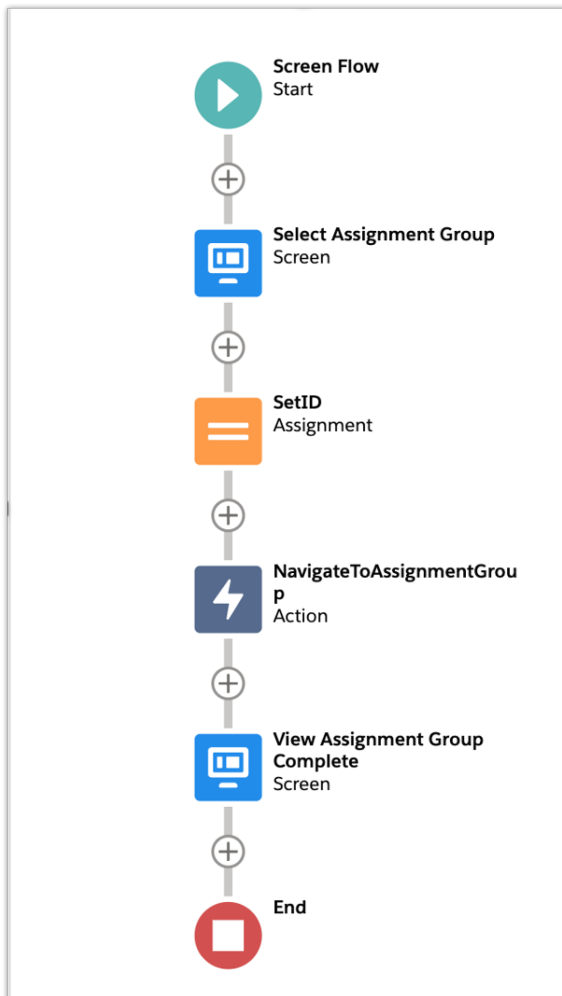 Screen Flow
Start
Select Assignment Group
Screen
SetID
Assignment
NavigateToAssignmentGrou
p
Action
View Assignment Group
Complete
Screen
End